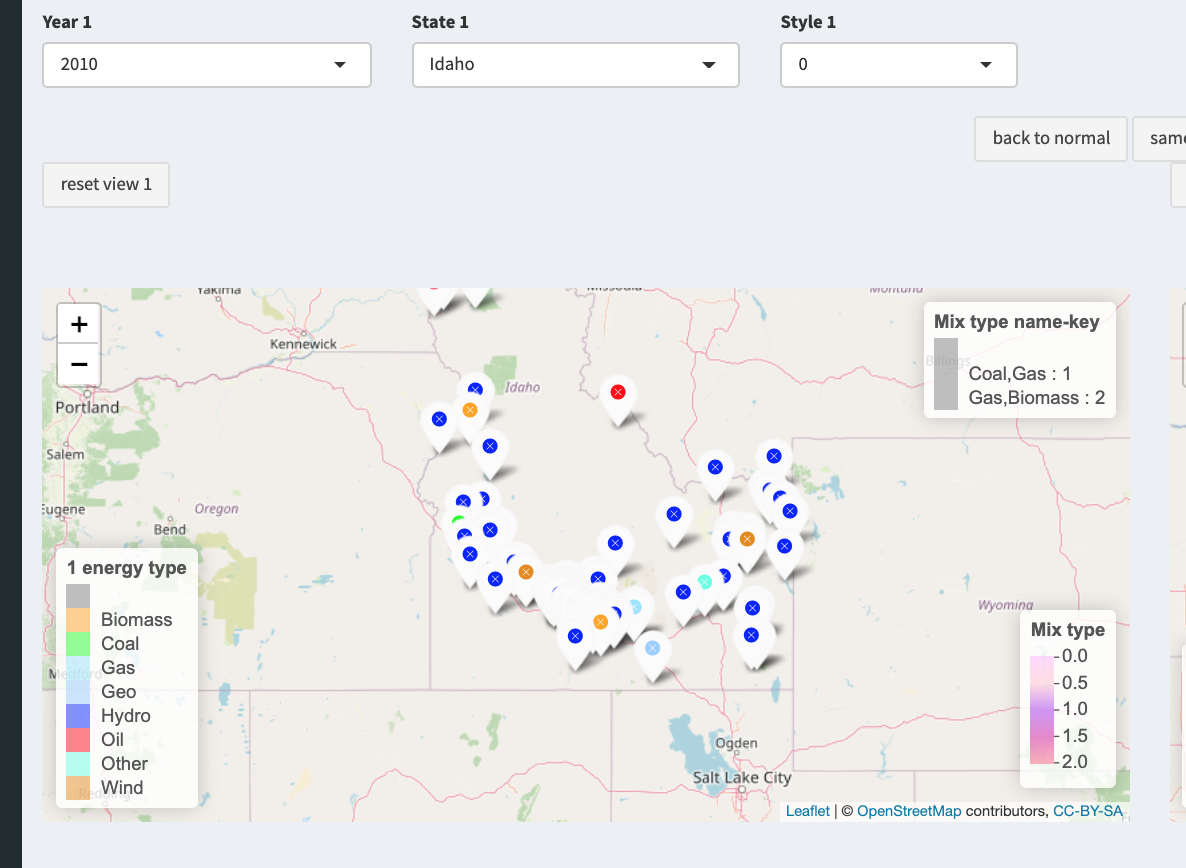 Year 1
State 1
Style 1
2010
Idaho
0
back to normal
same
reset view 1
Yakima
Missoula
Montana
+
−
Kennewick
Mix type name-key
Billings
Coal,Gas : 1
Gas,Biomass : 2
Idaho
Portland
Salem
Eugene
Oregon
Bend
1 energy type
Biomass
Coal
Gas
Geo
Hydro
Oil
Other
Wind
Medford
Redding
Wyoming
Mix type
0.0
0.5
1.0
1.5
2.0
Ogden
Salt Lake City
Leaflet | © OpenStreetMap contributors, CC-BY-SA